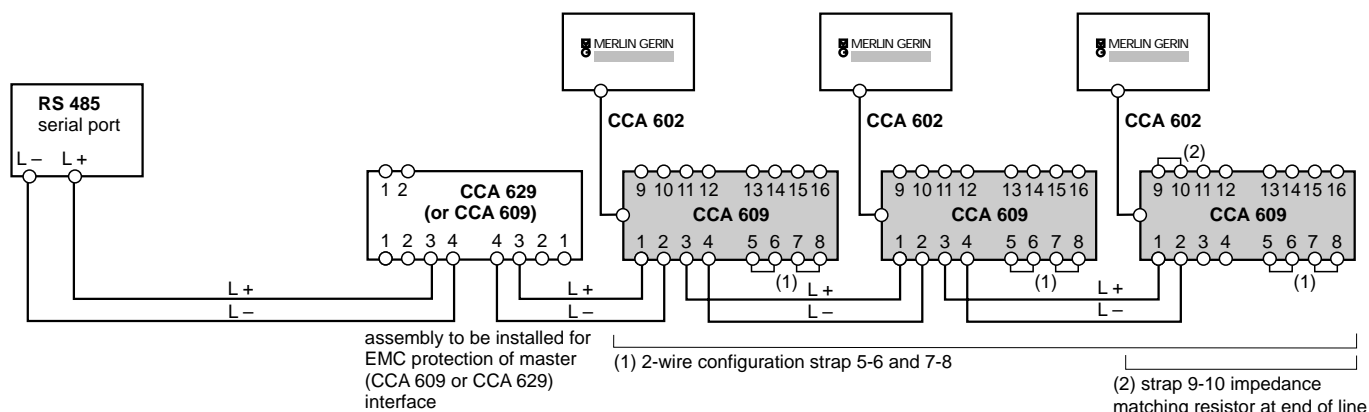 MERLIN GERIN MERLIN GERIN MERLIN GERIN
RS 485
serial port
L – L +
CCA 602 CCA 602 CCA 602
(2)
1 2
CCA 629
(or CCA 609)
1 2 3 4 4 3 2 1
9 10 11 12 13 14 15 16
CCA 609
1 2 3 4 5 6 7 8
(1)
9 10 11 12 13 14 15 16
CCA 609
1 2 3 4 5 6 7 8
(1)
9 10 11 12 13 14 15 16
CCA 609
1 2 3 4 5 6 7 8
(1)
L + L + L +
L – L – L –
assembly to be installed for
EMC protection of master
(CCA 609 or CCA 629)
interface
(1) 2-wire configuration strap 5-6 and 7-8
(2) strap 9-10 impedance
matching resistor at end of line